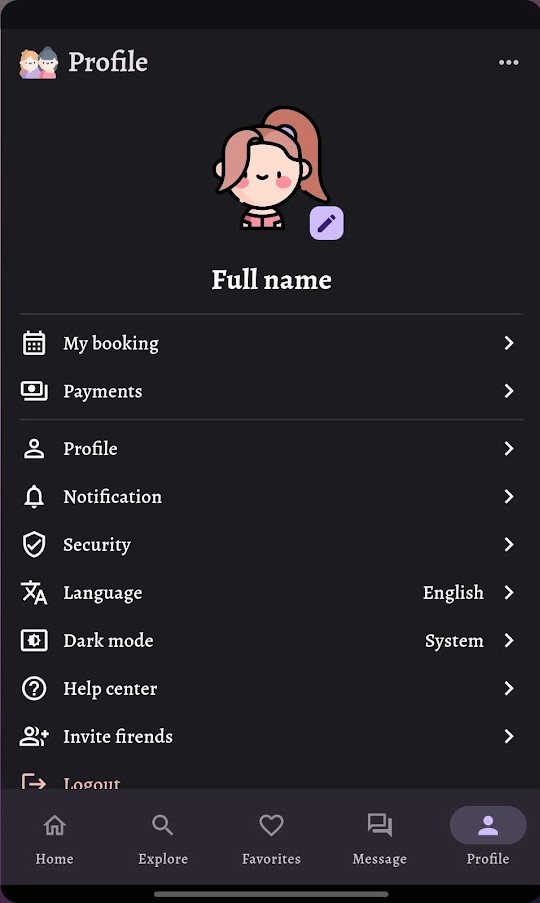 Profile
Full name
My booking
Payments
Profile
Notification
Security
Language English
Dark mode System
Help center
Invite firends
Logout
Home Explore Favorites Message Profile